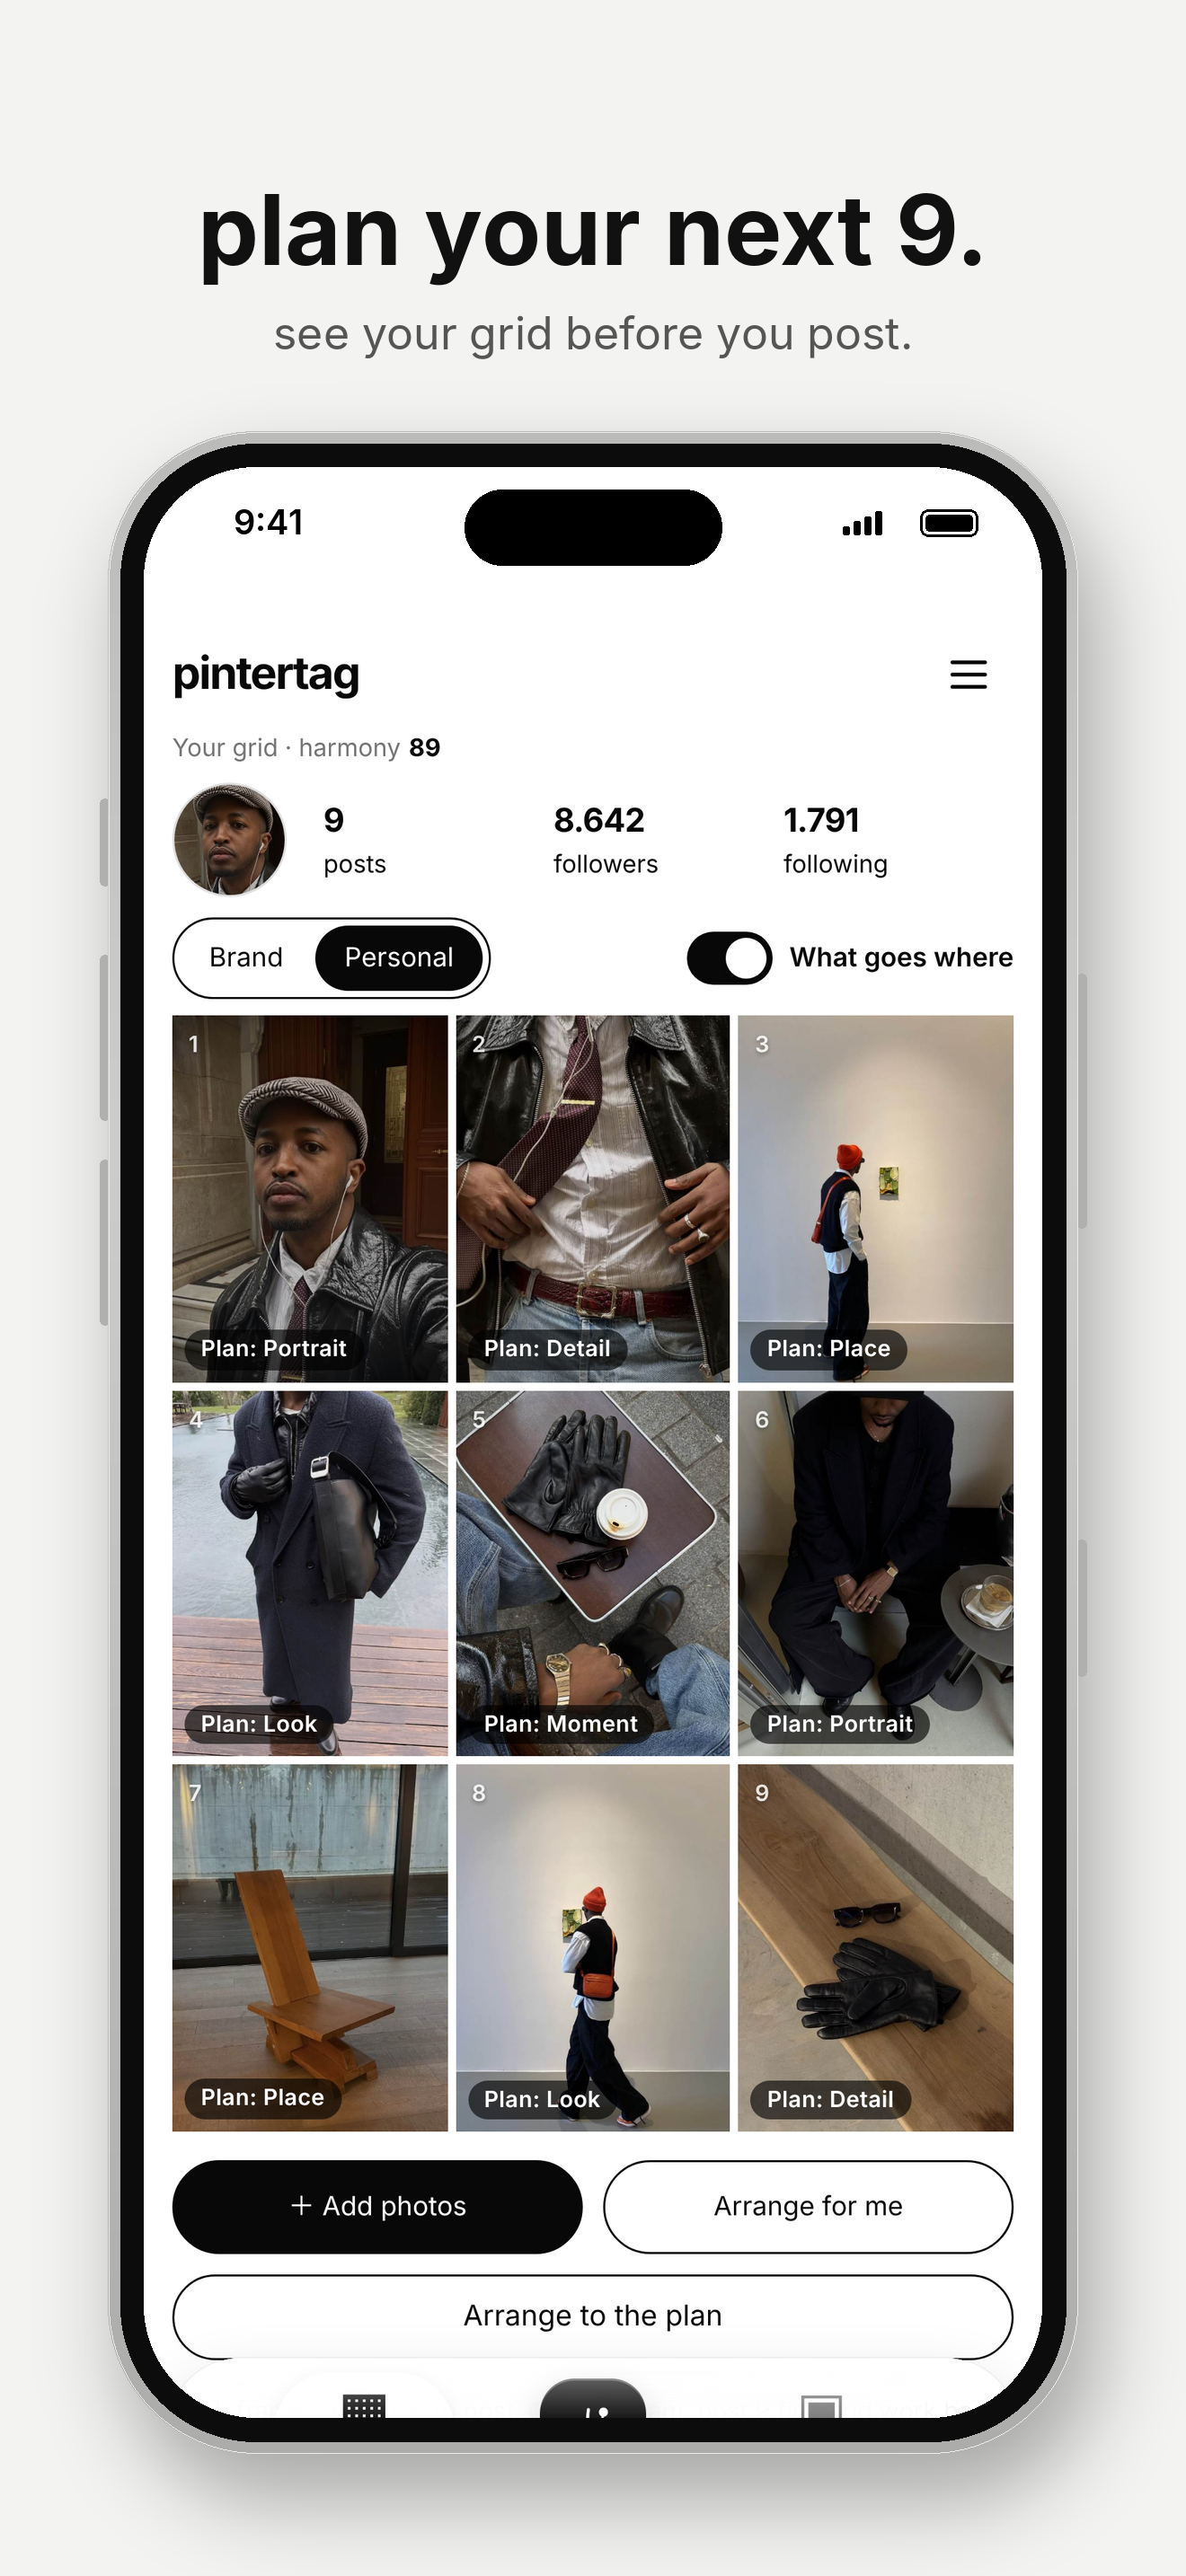 plan your next 9.
see your grid before you post.
9:41
pintertag
Your grid · harmony 89
9
posts
8.642
followers
1.791
following
Brand
Personal
What goes where
1
Plan: Portrait
2
Plan: Detail
3
Plan: Place
4
Plan: Look
5
Plan: Moment
6
Plan: Portrait
7
Plan: Place
8
Plan: Look
9
Plan: Detail
+ Add photos
Arrange for me
Arrange to the plan